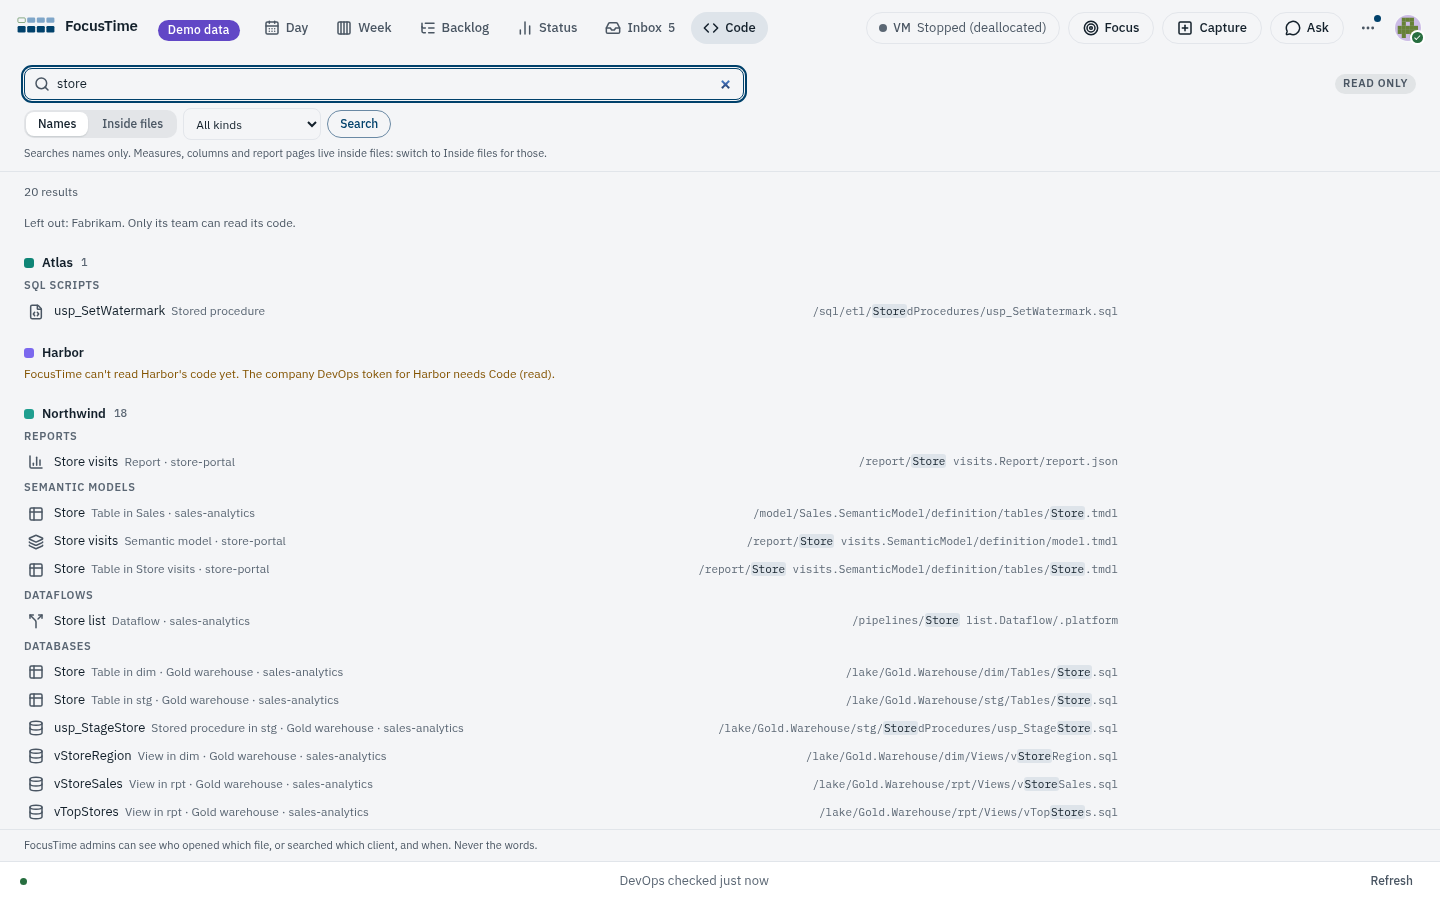 FocusTime
Demo data
Day
Week
Backlog
Status
Inbox 5
Code
VM Stopped (deallocated)
Focus
Capture
Ask
store
READ ONLY
Names
Inside files
All kinds
Search
Searches names only. Measures, columns and report pages live inside files: switch to Inside files for those.
20 results
Left out: Fabrikam. Only its team can read its code.
Atlas 1
SQL SCRIPTS
usp_SetWatermark Stored procedure /sql/etl/StoredProcedures/usp_SetWatermark.sql
Harbor
FocusTime can't read Harbor's code yet. The company DevOps token for Harbor needs Code (read).
Northwind 18
REPORTS
Store visits Report · store-portal /report/Store visits.Report/report.json
SEMANTIC MODELS
Store Table in Sales · sales-analytics /model/Sales.SemanticModel/definition/tables/Store.tmdl
Store visits Semantic model · store-portal /report/Store visits.SemanticModel/definition/model.tmdl
Store Table in Store visits · store-portal /report/Store visits.SemanticModel/definition/tables/Store.tmdl
DATAFLOWS
Store list Dataflow · sales-analytics /pipelines/Store list.Dataflow/.platform
DATABASES
Store Table in dim · Gold warehouse · sales-analytics /lake/Gold.Warehouse/dim/Tables/Store.sql
Store Table in stg · Gold warehouse · sales-analytics /lake/Gold.Warehouse/stg/Tables/Store.sql
usp_StageStore Stored procedure in stg · Gold warehouse · sales-analytics /lake/Gold.Warehouse/stg/StoredProcedures/usp_StageStore.sql
vStoreRegion View in dim · Gold warehouse · sales-analytics /lake/Gold.Warehouse/dim/Views/vStoreRegion.sql
vStoreSales View in rpt · Gold warehouse · sales-analytics /lake/Gold.Warehouse/rpt/Views/vStoreSales.sql
vTopStores View in rpt · Gold warehouse · sales-analytics /lake/Gold.Warehouse/rpt/Views/vTopStores.sql
FocusTime admins can see who opened which file, or searched which client, and when. Never the words.
DevOps checked just now
Refresh